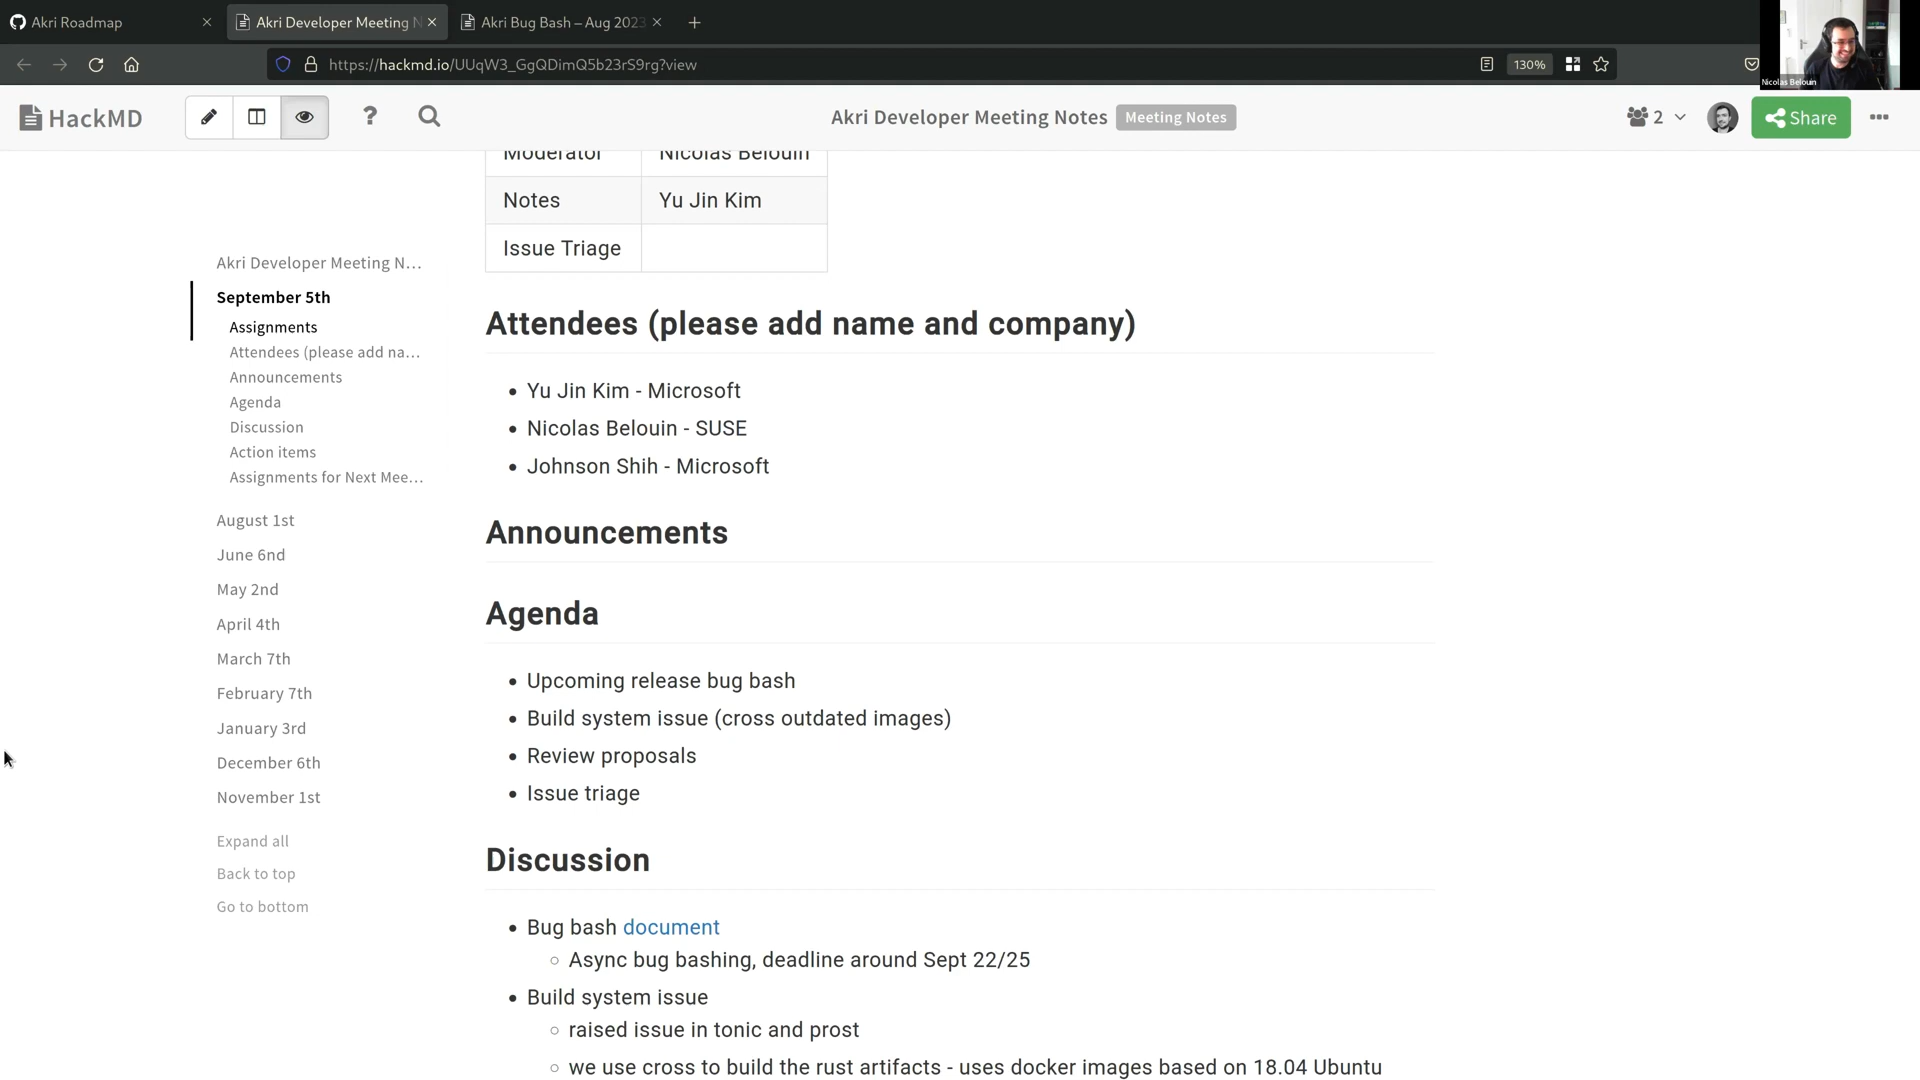 Akri Roadmap
Akri Developer Meeting N
Akri Bug Bash – Aug 2023
https://hackmd.io/UUqW3_GgQDimQ5b23rS9rg?view
130%
Nicolas Belouin
HackMD
Akri Developer Meeting Notes
Meeting Notes
2
Share
Moderator Nicolas Belouin
Notes Yu Jin Kim
Issue Triage
Akri Developer Meeting N…
September 5th
Assignments
Attendees (please add na…
Announcements
Agenda
Discussion
Action items
Assignments for Next Mee…
August 1st
June 6nd
May 2nd
April 4th
March 7th
February 7th
January 3rd
December 6th
November 1st
Expand all
Back to top
Go to bottom
Attendees (please add name and company)
Yu Jin Kim - Microsoft
Nicolas Belouin - SUSE
Johnson Shih - Microsoft
Announcements
Agenda
Upcoming release bug bash
Build system issue (cross outdated images)
Review proposals
Issue triage
Discussion
Bug bash document
Async bug bashing, deadline around Sept 22/25
Build system issue
raised issue in tonic and prost
we use cross to build the rust artifacts - uses docker images based on 18.04 Ubuntu